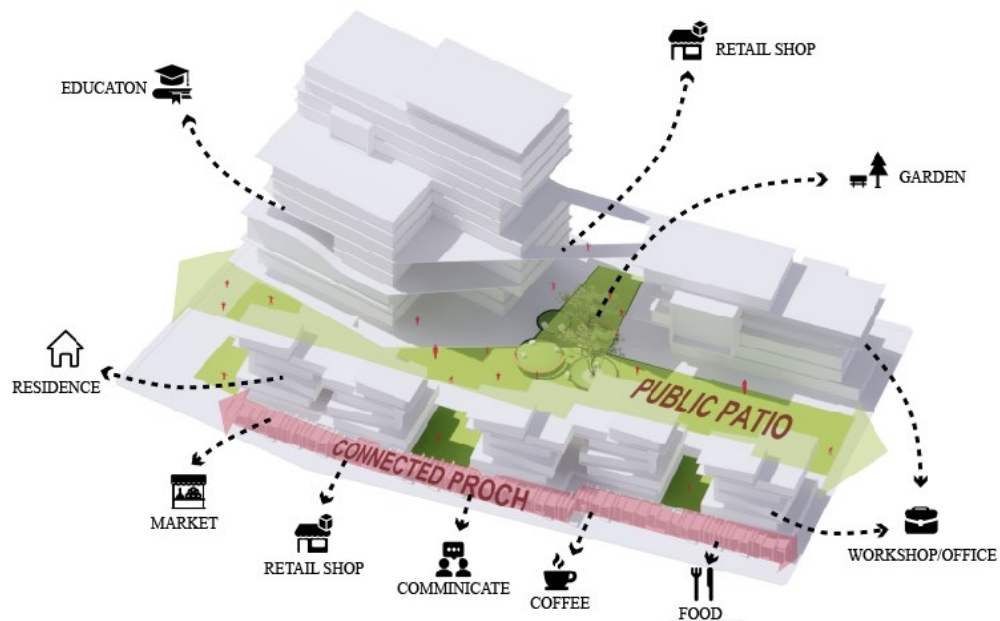 RETAIL SHOP
EDUCATON
GARDEN
RESIDENCE
PUBLIC PATIO
CONNECTED PROCH
MARKET
RETAIL SHOP
COMMINICATE
COFFEE
FOOD
WORKSHOP/OFFICE